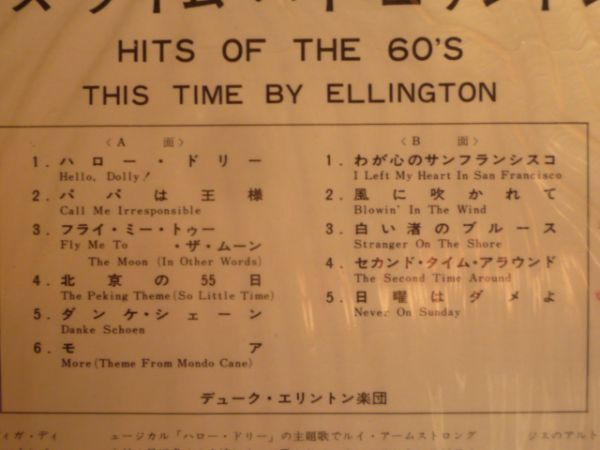 HITS OF THE 60'S
THIS TIME BY ELLINGTON
〈A 面〉
1. ハロー・ドリー
Hello, Dolly!
2. パパは王様
Call Me Irresponsible
3. フライ・ミー・トゥー
Fly Me To ・ザ・ムーン
The Moon (In Other Words)
4. 北京の55日
The Peking Theme (So Little Time)
5. ダンケ・シェーン
Danke Schoen
6. モア
More (Theme From Mondo Cane)
〈B 面〉
1. わが心のサンフランシスコ
I Left My Heart In San Francisco
2. 風に吹かれて
Blowin' In The Wind
3. 白い渚のブルース
Stranger On The Shore
4. セカンド・タイム・アラウンド
The Second Time Around
5. 日曜はダメよ
Never On Sunday
デューク・エリントン楽団
ュージカル「ハロー・ドリー」の主題歌でルイ・アームストロング